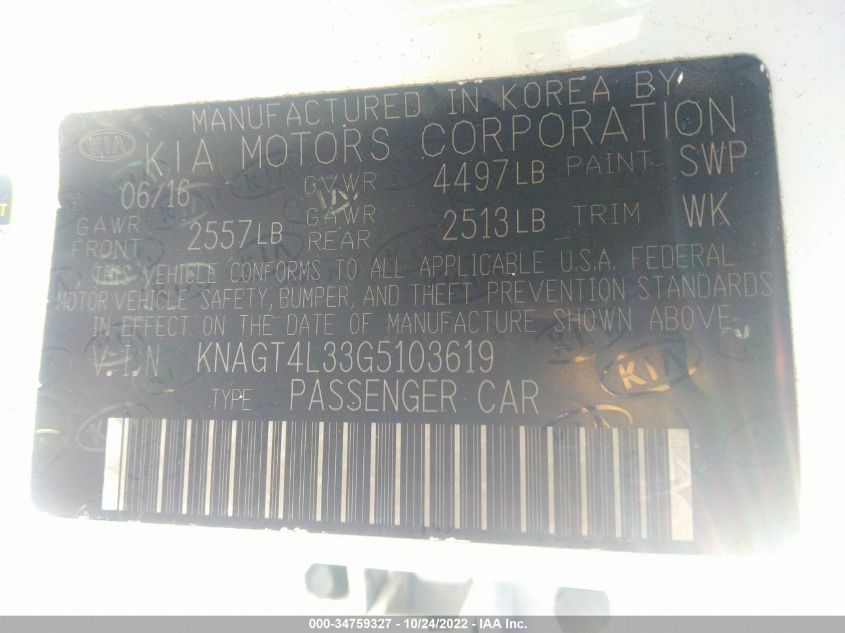 MANUFACTURED IN KOREA BY
KIA KIA MOTORS CORPORATION
06/16 GVWR 4497LB PAINT SWP
GAWR FRONT 2557LB GAWR REAR 2513LB TRIM WK
THIS VEHICLE CONFORMS TO ALL APPLICABLE U.S.A. FEDERAL
MOTOR VEHICLE SAFETY, BUMPER, AND THEFT PREVENTION STANDARDS
IN EFFECT ON THE DATE OF MANUFACTURE SHOWN ABOVE.
V.I.N KNAGT4L33G5103619
TYPE PASSENGER CAR
000-34759327 - 10/24/2022 - IAA Inc.